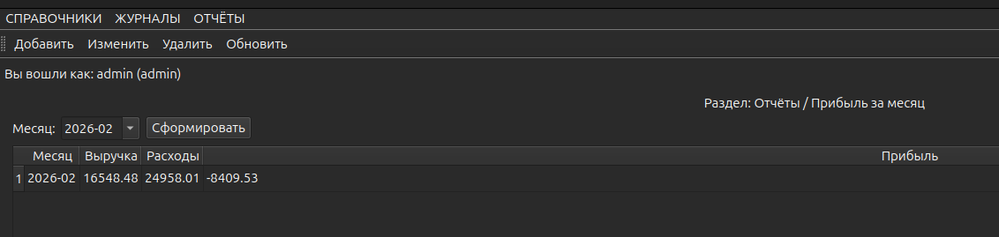 СПРАВОЧНИКИ ЖУРНАЛЫ ОТЧЁТЫ
Добавить Изменить Удалить Обновить
Вы вошли как: admin (admin)
Раздел: Отчёты / Прибыль за месяц
Месяц: 2026-02 Сформировать
Месяц Выручка Расходы Прибыль
1 2026-02 16548.48 24958.01 -8409.53